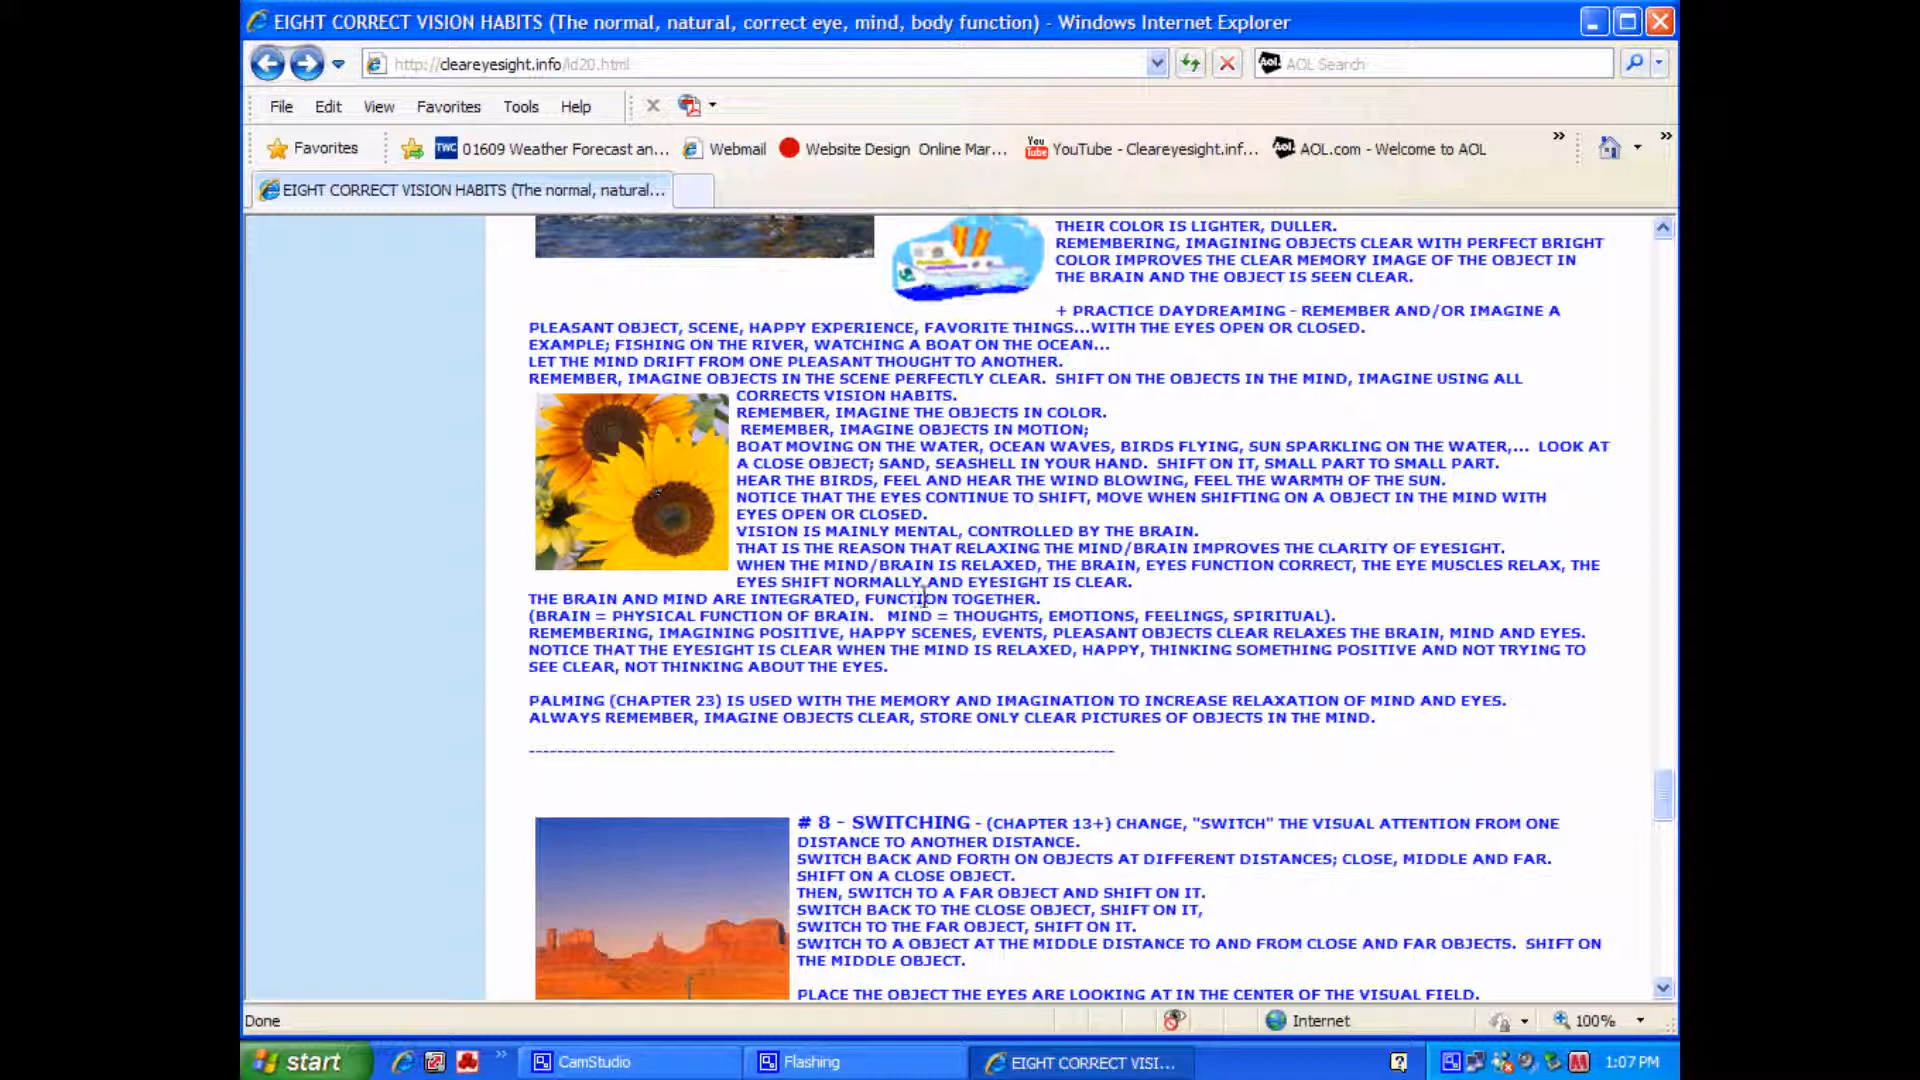 EIGHT CORRECT VISION HABITS (The normal, natural, correct eye, mind, body function) - Windows Internet Explorer
http://cleareyesight.info/id20.html
AOL Search
File Edit View Favorites Tools Help
Favorites TWC 01609 Weather Forecast an... Webmail Website Design Online Mar... YouTube - Cleareyesight.inf... Aol. AOL.com - Welcome to AOL
EIGHT CORRECT VISION HABITS (The normal, natural...
THEIR COLOR IS LIGHTER, DULLER.
REMEMBERING, IMAGINING OBJECTS CLEAR WITH PERFECT BRIGHT
COLOR IMPROVES THE CLEAR MEMORY IMAGE OF THE OBJECT IN
THE BRAIN AND THE OBJECT IS SEEN CLEAR.
+ PRACTICE DAYDREAMING - REMEMBER AND/OR IMAGINE A
PLEASANT OBJECT, SCENE, HAPPY EXPERIENCE, FAVORITE THINGS...WITH THE EYES OPEN OR CLOSED.
EXAMPLE; FISHING ON THE RIVER, WATCHING A BOAT ON THE OCEAN...
LET THE MIND DRIFT FROM ONE PLEASANT THOUGHT TO ANOTHER.
REMEMBER, IMAGINE OBJECTS IN THE SCENE PERFECTLY CLEAR. SHIFT ON THE OBJECTS IN THE MIND, IMAGINE USING ALL
CORRECTS VISION HABITS.
REMEMBER, IMAGINE THE OBJECTS IN COLOR.
REMEMBER, IMAGINE OBJECTS IN MOTION;
BOAT MOVING ON THE WATER, OCEAN WAVES, BIRDS FLYING, SUN SPARKLING ON THE WATER,... LOOK AT
A CLOSE OBJECT; SAND, SEASHELL IN YOUR HAND. SHIFT ON IT, SMALL PART TO SMALL PART.
HEAR THE BIRDS, FEEL AND HEAR THE WIND BLOWING, FEEL THE WARMTH OF THE SUN.
NOTICE THAT THE EYES CONTINUE TO SHIFT, MOVE WHEN SHIFTING ON A OBJECT IN THE MIND WITH
EYES OPEN OR CLOSED.
VISION IS MAINLY MENTAL, CONTROLLED BY THE BRAIN.
THAT IS THE REASON THAT RELAXING THE MIND/BRAIN IMPROVES THE CLARITY OF EYESIGHT.
WHEN THE MIND/BRAIN IS RELAXED, THE BRAIN, EYES FUNCTION CORRECT, THE EYE MUSCLES RELAX, THE
EYES SHIFT NORMALLY AND EYESIGHT IS CLEAR.
THE BRAIN AND MIND ARE INTEGRATED, FUNCTION TOGETHER.
(BRAIN = PHYSICAL FUNCTION OF BRAIN. MIND = THOUGHTS, EMOTIONS, FEELINGS, SPIRITUAL).
REMEMBERING, IMAGINING POSITIVE, HAPPY SCENES, EVENTS, PLEASANT OBJECTS CLEAR RELAXES THE BRAIN, MIND AND EYES.
NOTICE THAT THE EYESIGHT IS CLEAR WHEN THE MIND IS RELAXED, HAPPY, THINKING SOMETHING POSITIVE AND NOT TRYING TO
SEE CLEAR, NOT THINKING ABOUT THE EYES.
PALMING (CHAPTER 23) IS USED WITH THE MEMORY AND IMAGINATION TO INCREASE RELAXATION OF MIND AND EYES.
ALWAYS REMEMBER, IMAGINE OBJECTS CLEAR, STORE ONLY CLEAR PICTURES OF OBJECTS IN THE MIND.
# 8 - SWITCHING - (CHAPTER 13+) CHANGE, "SWITCH" THE VISUAL ATTENTION FROM ONE
DISTANCE TO ANOTHER DISTANCE.
SWITCH BACK AND FORTH ON OBJECTS AT DIFFERENT DISTANCES; CLOSE, MIDDLE AND FAR.
SHIFT ON A CLOSE OBJECT.
THEN, SWITCH TO A FAR OBJECT AND SHIFT ON IT.
SWITCH BACK TO THE CLOSE OBJECT, SHIFT ON IT,
SWITCH TO THE FAR OBJECT, SHIFT ON IT.
SWITCH TO A OBJECT AT THE MIDDLE DISTANCE TO AND FROM CLOSE AND FAR OBJECTS. SHIFT ON
THE MIDDLE OBJECT.
PLACE THE OBJECT THE EYES ARE LOOKING AT IN THE CENTER OF THE VISUAL FIELD.
Done Internet 100%
start CamStudio Flashing EIGHT CORRECT VISI... 1:07 PM